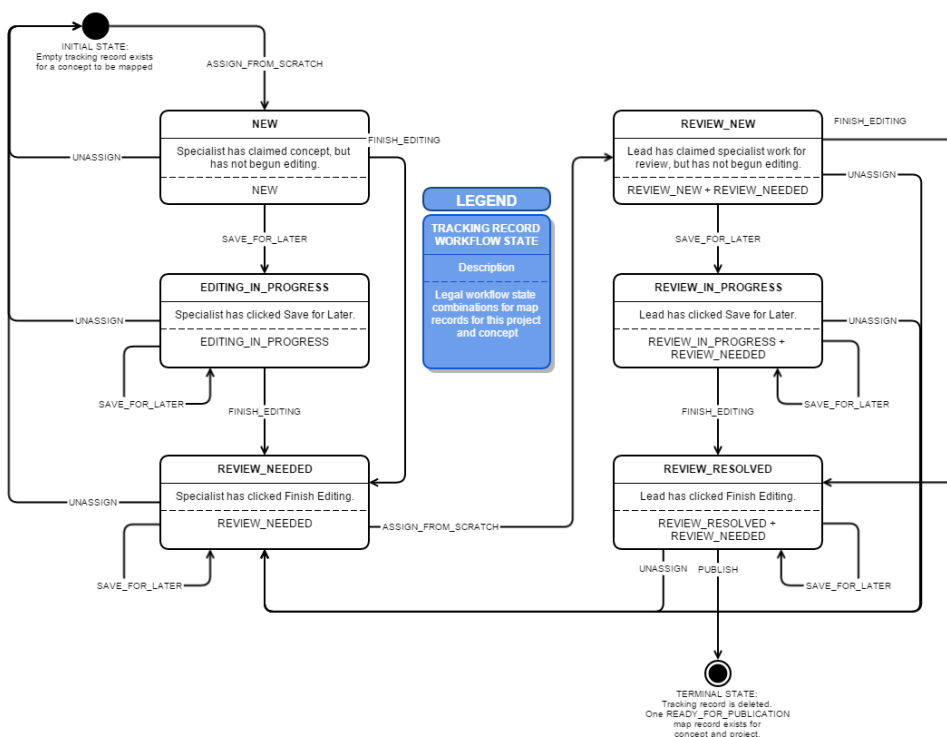 INITIAL STATE:
Empty tracking record exists
for a concept to be mapped
ASSIGN_FROM_SCRATCH
NEW
Specialist has claimed concept, but
has not begun editing.
NEW
UNASSIGN
FINISH_EDITING
SAVE_FOR_LATER
EDITING_IN_PROGRESS
Specialist has clicked Save for Later.
EDITING_IN_PROGRESS
UNASSIGN
SAVE_FOR_LATER
FINISH_EDITING
REVIEW_NEEDED
Specialist has clicked Finish Editing.
REVIEW_NEEDED
UNASSIGN
SAVE_FOR_LATER
ASSIGN_FROM_SCRATCH
LEGEND
TRACKING RECORD
WORKFLOW STATE
Description
Legal workflow state
combinations for map
records for this project
and concept
REVIEW_NEW
Lead has claimed specialist work for
review, but has not begun editing.
REVIEW_NEW + REVIEW_NEEDED
FINISH_EDITING
UNASSIGN
SAVE_FOR_LATER
REVIEW_IN_PROGRESS
Lead has clicked Save for Later.
REVIEW_IN_PROGRESS +
REVIEW_NEEDED
UNASSIGN
SAVE_FOR_LATER
FINISH_EDITING
REVIEW_RESOLVED
Lead has clicked Finish Editing.
REVIEW_RESOLVED +
REVIEW_NEEDED
UNASSIGN
PUBLISH
SAVE_FOR_LATER
TERMINAL STATE:
Tracking record is deleted.
One READY_FOR_PUBLICATION
map record exists for
concept and project.